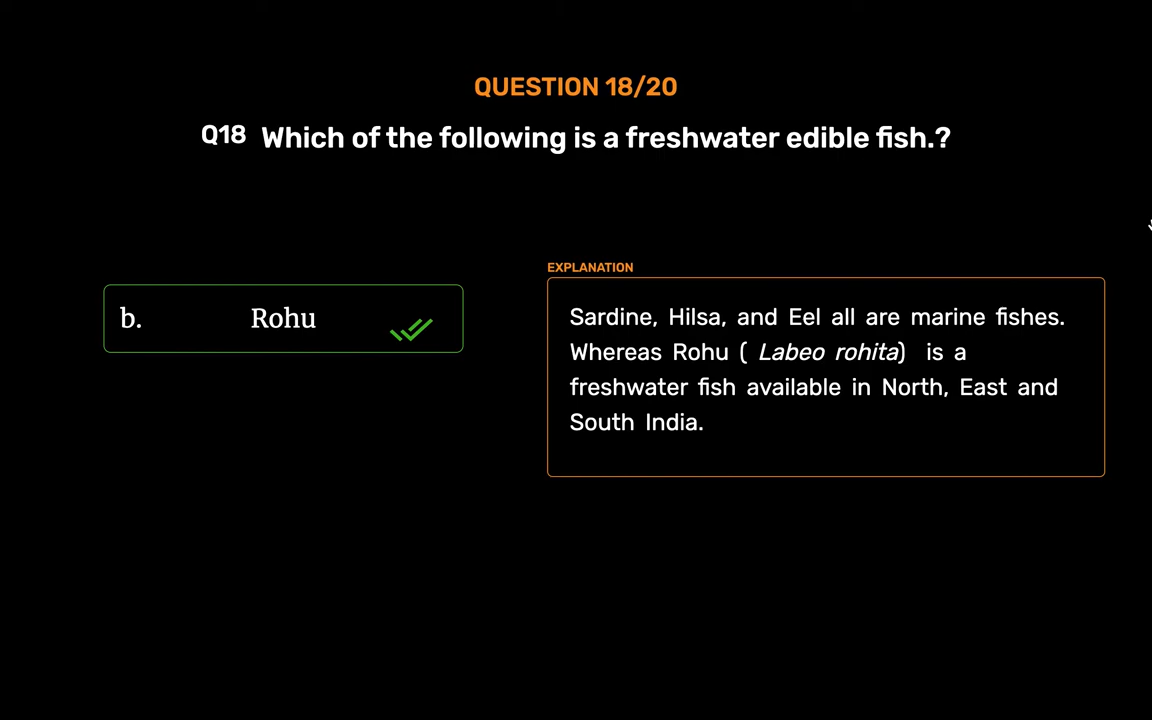 QUESTION 18/20
Q18 Which of the following is a freshwater edible fish.?
EXPLANATION
b. Rohu
Sardine, Hilsa, and Eel all are marine fishes.
Whereas Rohu ( Labeo rohita) is a
freshwater fish available in North, East and
South India.